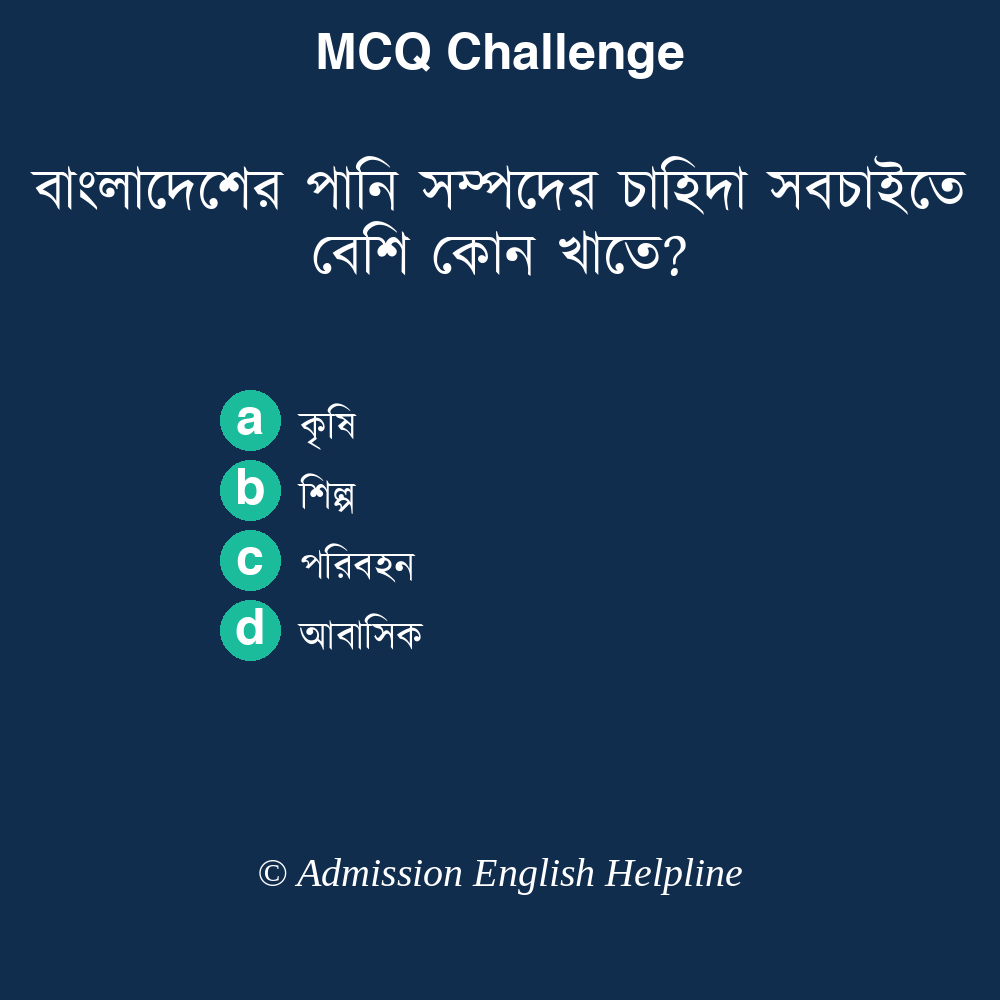 MCQ Challenge
বাংলাদেশের পানি সম্পদের চাহিদা সবচাইতে
বেশি কোন খাতে?
a কৃষি
b শিল্প
c পরিবহন
d আবাসিক
© Admission English Helpline